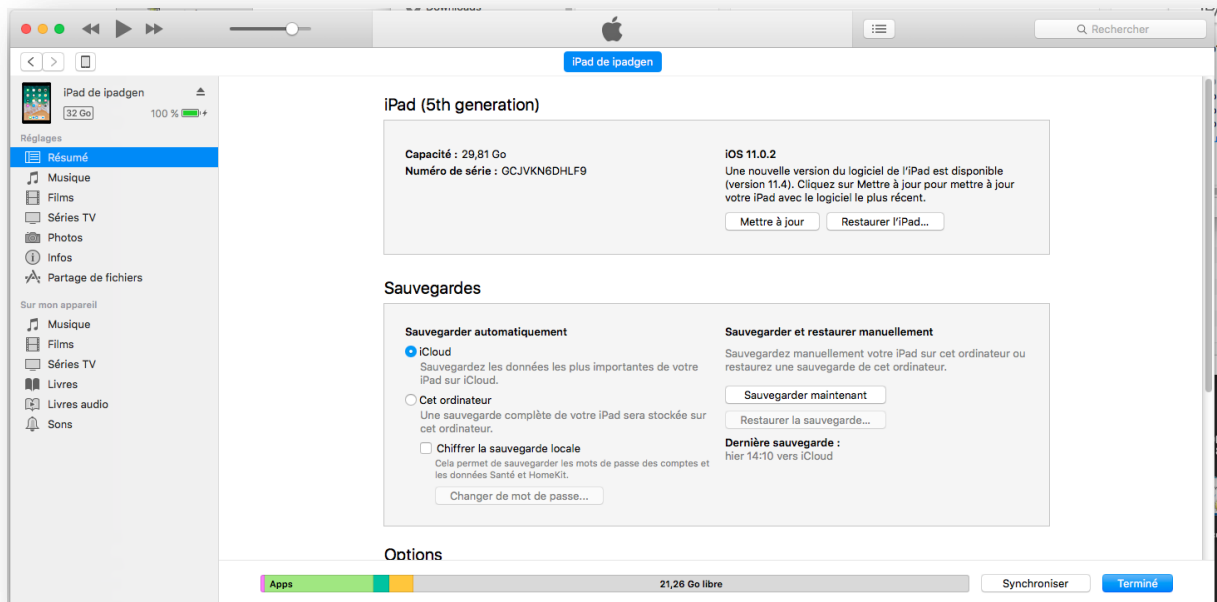 Downloads
Rechercher
iPad de ipadgen
iPad de ipadgen
32 Go
100 %
Réglages
Résumé
Musique
Films
Séries TV
Photos
Infos
Partage de fichiers
Sur mon appareil
Musique
Films
Séries TV
Livres
Livres audio
Sons
iPad (5th generation)
Capacité : 29,81 Go
Numéro de série : GCJVKN6DHLF9
iOS 11.0.2
Une nouvelle version du logiciel de l’iPad est disponible
(version 11.4). Cliquez sur Mettre à jour pour mettre à jour
votre iPad avec le logiciel le plus récent.
Mettre à jour
Restaurer l’iPad...
Sauvegardes
Sauvegarder automatiquement
iCloud
Sauvegardez les données les plus importantes de votre
iPad sur iCloud.
Cet ordinateur
Une sauvegarde complète de votre iPad sera stockée sur
cet ordinateur.
Chiffrer la sauvegarde locale
Cela permet de sauvegarder les mots de passe des comptes et
les données Santé et HomeKit.
Changer de mot de passe...
Sauvegarder et restaurer manuellement
Sauvegardez manuellement votre iPad sur cet ordinateur ou
restaurez une sauvegarde de cet ordinateur.
Sauvegarder maintenant
Restaurer la sauvegarde...
Dernière sauvegarde :
hier 14:10 vers iCloud
Options
Apps
21,26 Go libre
Synchroniser
Terminé